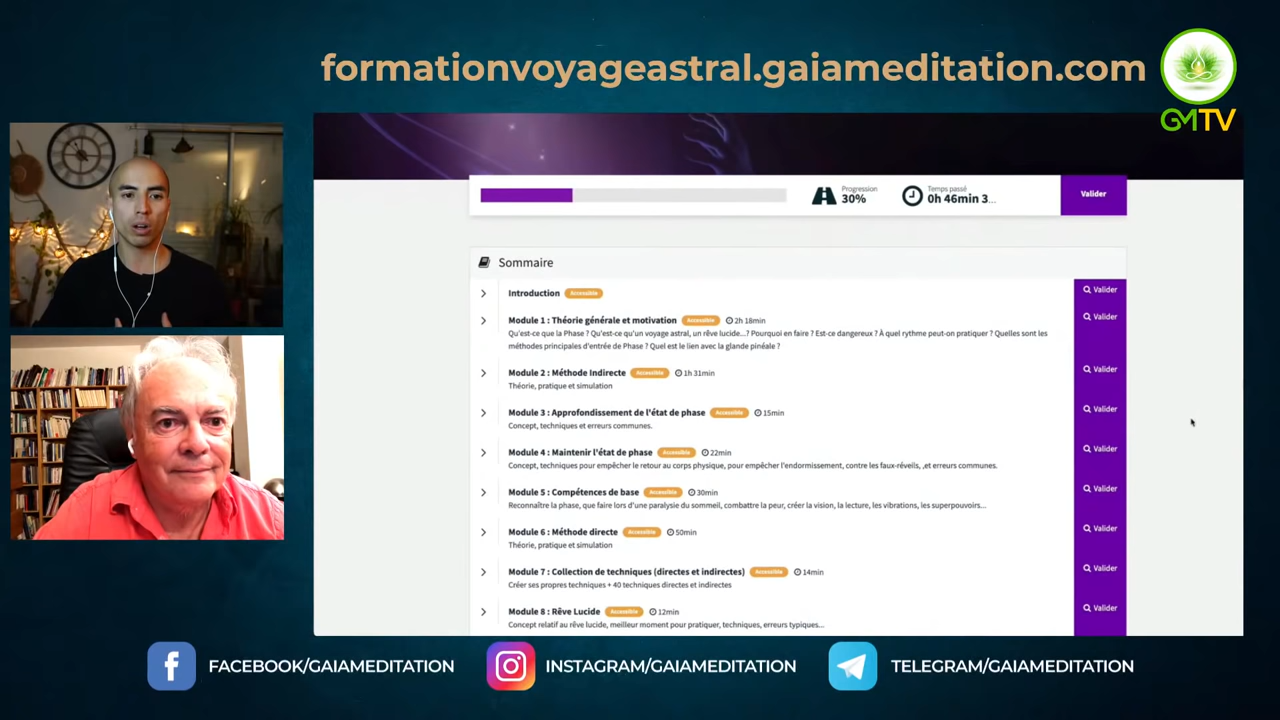 formationvoyageastral.gaiameditation.com
GMTV
Progression
30%
Temps passé
0h 46min 3...
Valider
Sommaire
Introduction Accessible
Valider
Module 1 : Théorie générale et motivation Accessible 2h 18min
Valider
Qu'est-ce que la Phase ? Qu'est-ce qu'un voyage astral, un rêve lucide...? Pourquoi en faire ? Est-ce dangereux ? À quel rythme peut-on pratiquer ? Quelles sont les
méthodes principales d'entrée de Phase ? Quel est le lien avec la glande pinéale ?
Module 2 : Méthode Indirecte Accessible 1h 31min
Valider
Théorie, pratique et simulation
Module 3 : Approfondissement de l'état de phase Accessible 15min
Valider
Concept, techniques et erreurs communes.
Module 4 : Maintenir l'état de phase Accessible 22min
Valider
Concept, techniques pour empêcher le retour au corps physique, pour empêcher l'endormissement, contre les faux-réveils, ,et erreurs communes.
Module 5 : Compétences de base Accessible 30min
Valider
Reconnaître la phase, que faire lors d'une paralysie du sommeil, combattre la peur, créer la vision, la lecture, les vibrations, les superpouvoirs...
Module 6 : Méthode directe Accessible 50min
Valider
Théorie, pratique et simulation
Module 7 : Collection de techniques (directes et indirectes) Accessible 14min
Valider
Créer ses propres techniques + 40 techniques directes et indirectes
Module 8 : Rêve Lucide Accessible 12min
Valider
Concept relatif au rêve lucide, meilleur moment pour pratiquer, techniques, erreurs typiques...
FACEBOOK/GAIAMEDITATION
INSTAGRAM/GAIAMEDITATION
TELEGRAM/GAIAMEDITATION